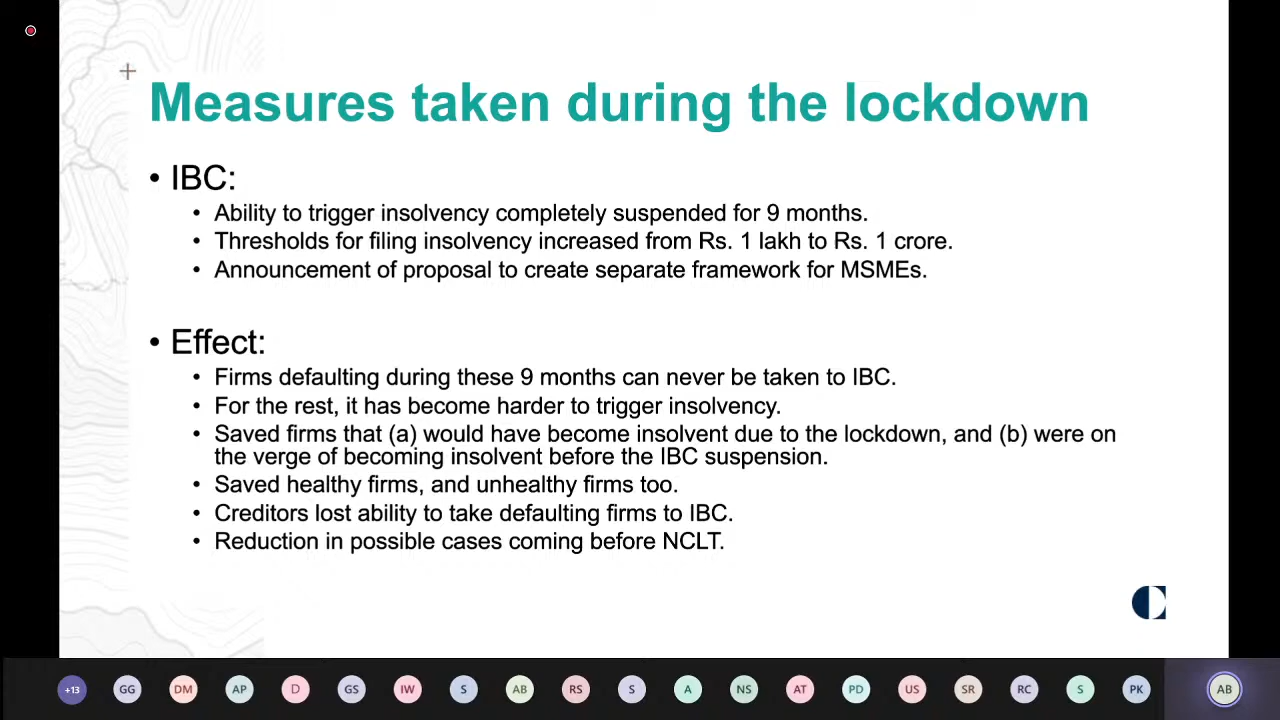 Measures taken during the lockdown
• IBC:
• Ability to trigger insolvency completely suspended for 9 months.
• Thresholds for filing insolvency increased from Rs. 1 lakh to Rs. 1 crore.
• Announcement of proposal to create separate framework for MSMEs.
• Effect:
• Firms defaulting during these 9 months can never be taken to IBC.
• For the rest, it has become harder to trigger insolvency.
• Saved firms that (a) would have become insolvent due to the lockdown, and (b) were on
the verge of becoming insolvent before the IBC suspension.
• Saved healthy firms, and unhealthy firms too.
• Creditors lost ability to take defaulting firms to IBC.
• Reduction in possible cases coming before NCLT.
+13 GG DM AP D GS IW S AB RS S A NS AT PD US SR RC S PK AB